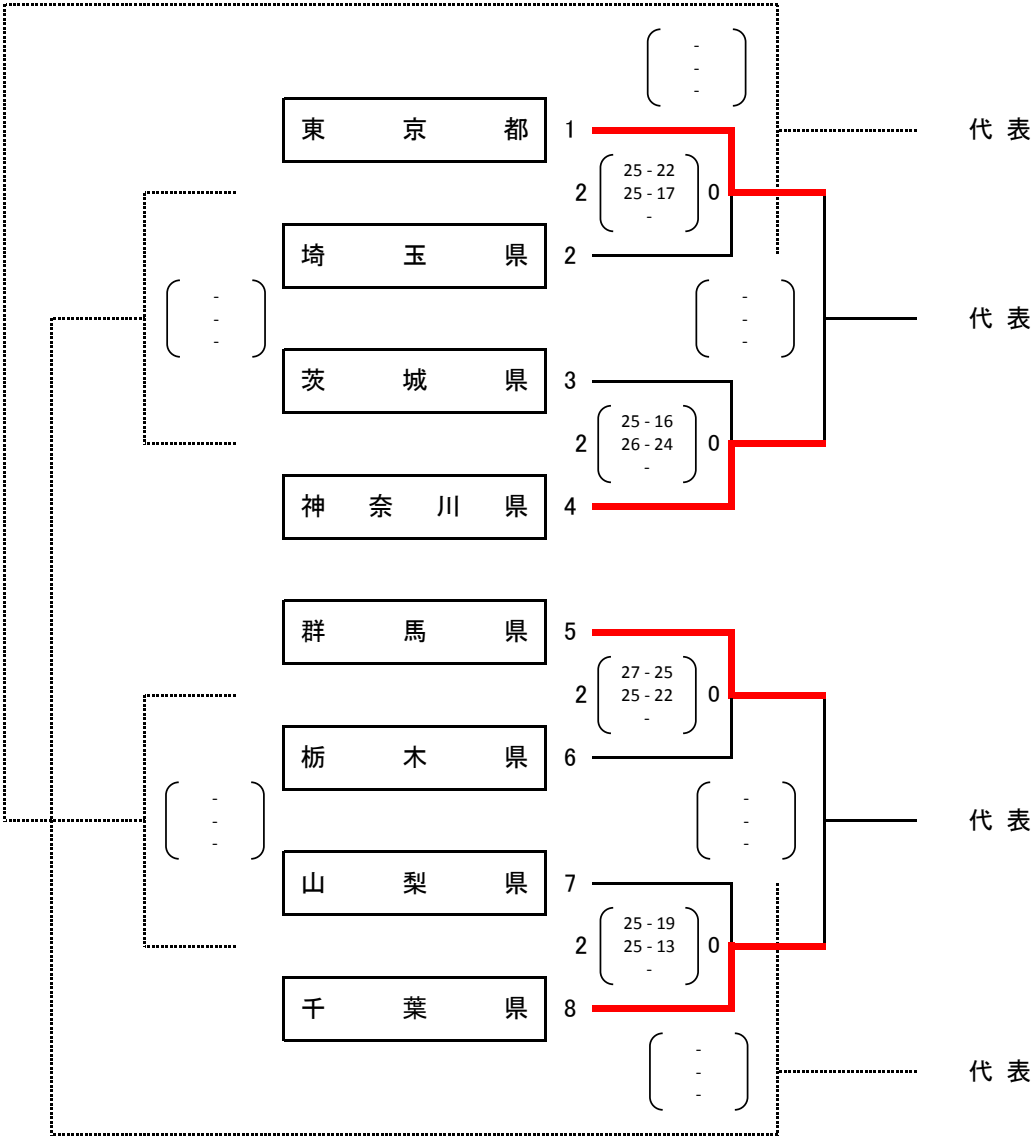 -
-
-
東京都 1
代表
2 25-22 0
25-17
-
埼玉県 2
-
-
-
-
-
-
代表
茨城県 3
2 25-16 0
26-24
-
神奈川県 4
群馬県 5
2 27-25 0
25-22
-
栃木県 6
-
-
-
-
-
-
代表
山梨県 7
2 25-19 0
25-13
-
千葉県 8
-
-
-
代表